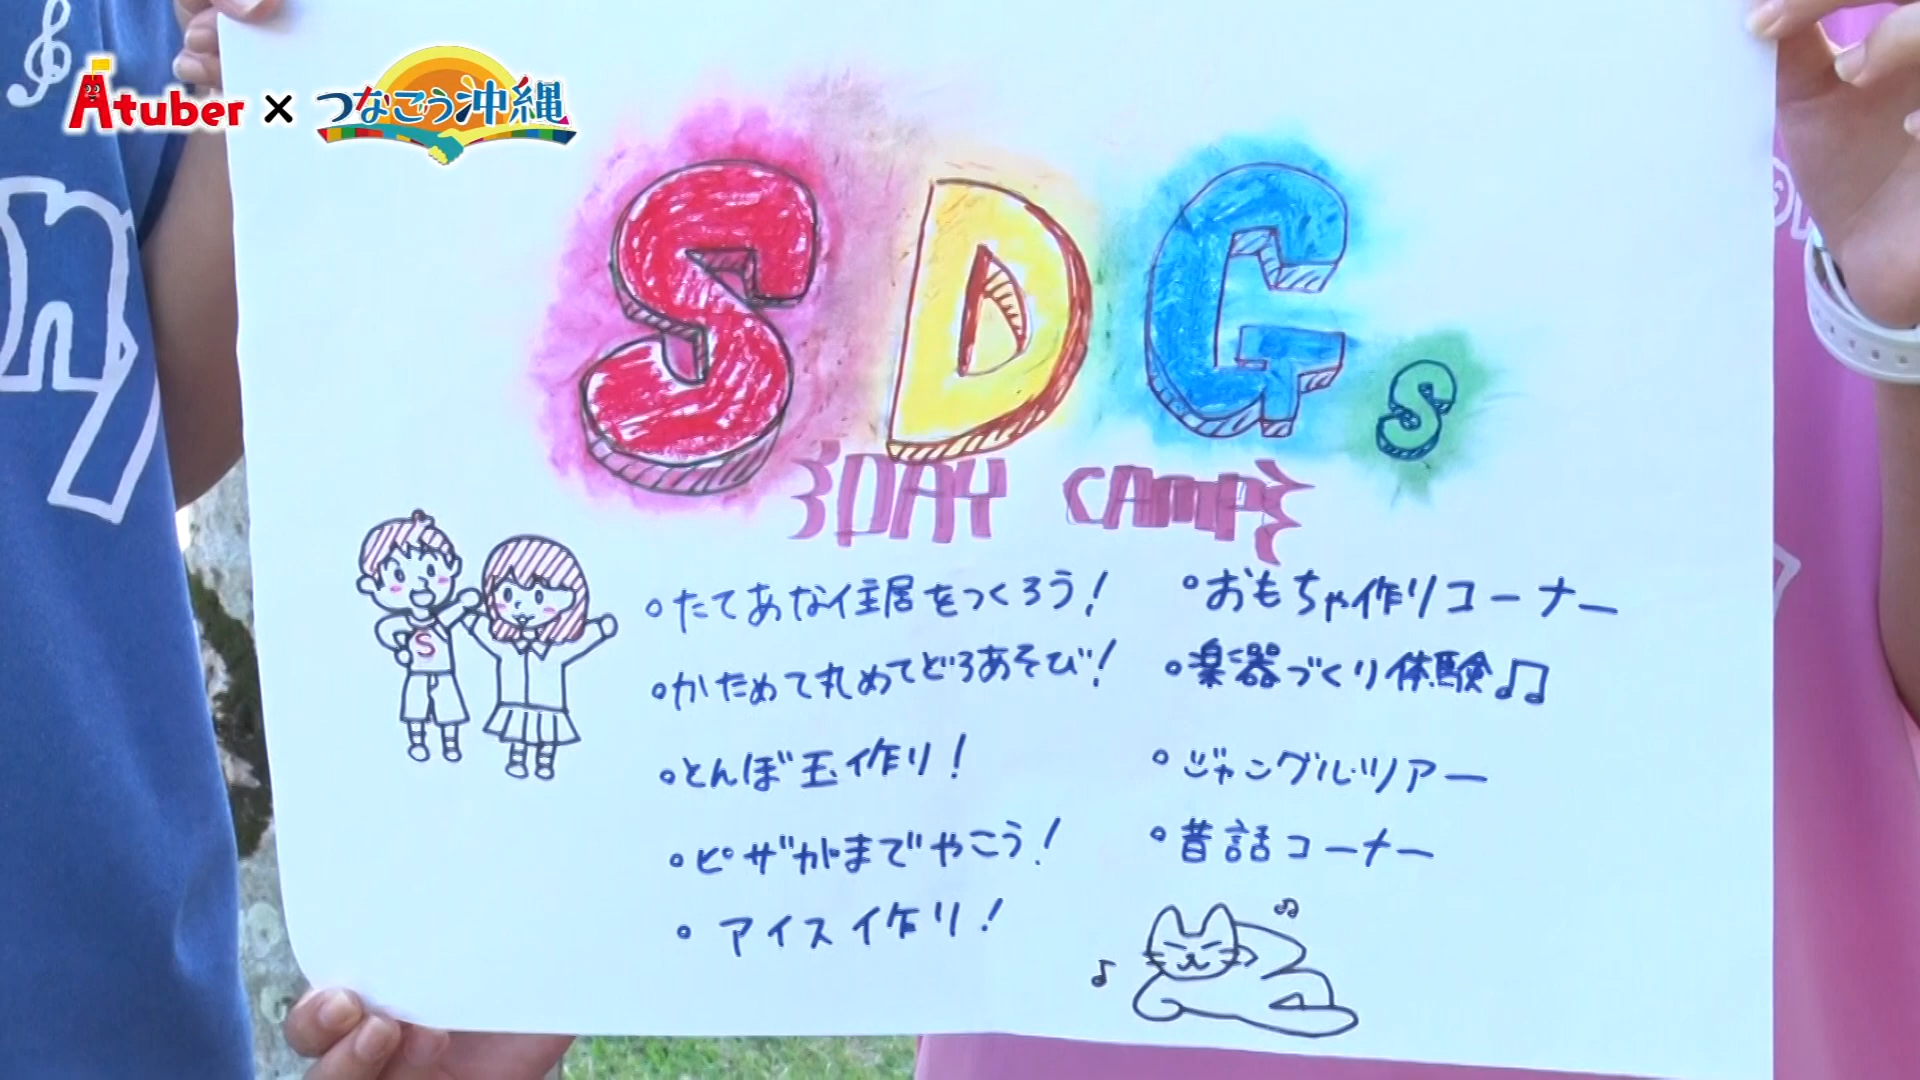 Atuber × つなごう沖縄
SDGs
3DAY CAMP
・たてあな住居をつくろう!
・かためて丸めてどろあそび!
・とんぼ玉作り!
・ピザがまでやこう!
・アイス作り!
・おもちゃ作りコーナー
・楽器づくり体験♫
・ジャングルツアー
・昔話コーナー
S